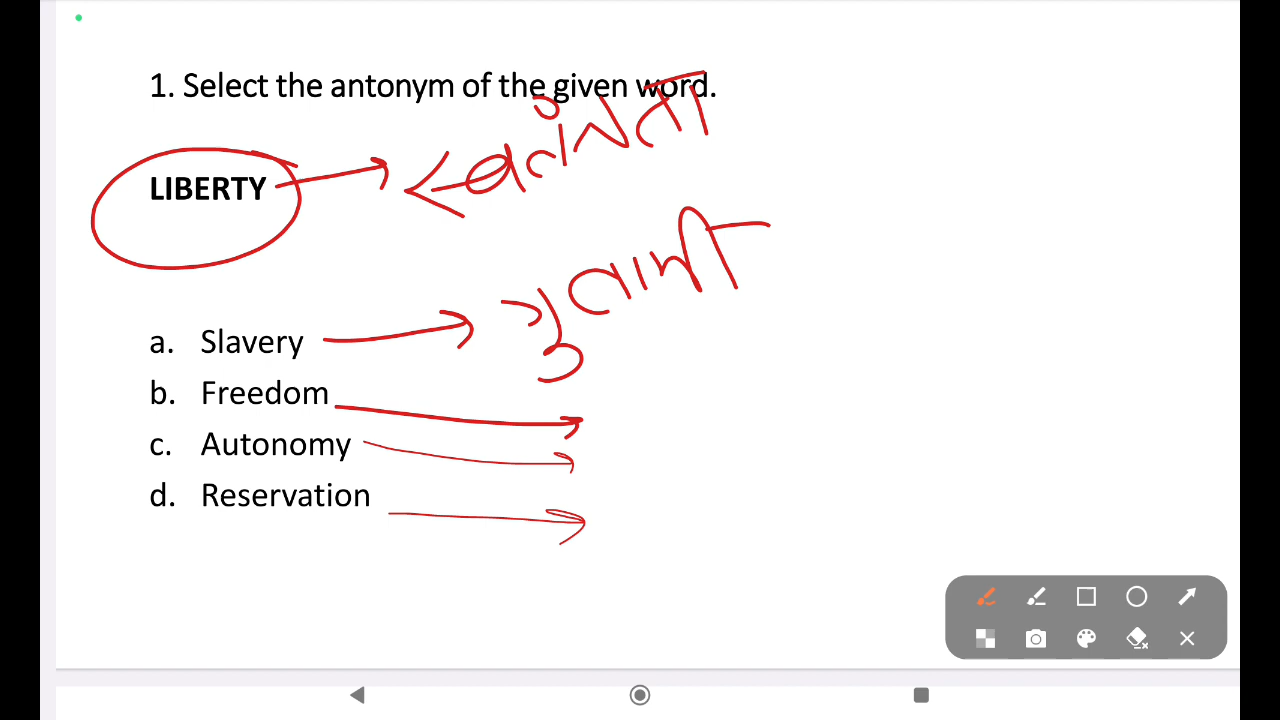 1. Select the antonym of the given word.
LIBERTY
a. Slavery गुलामी
b. Freedom
c. Autonomy
d. Reservation